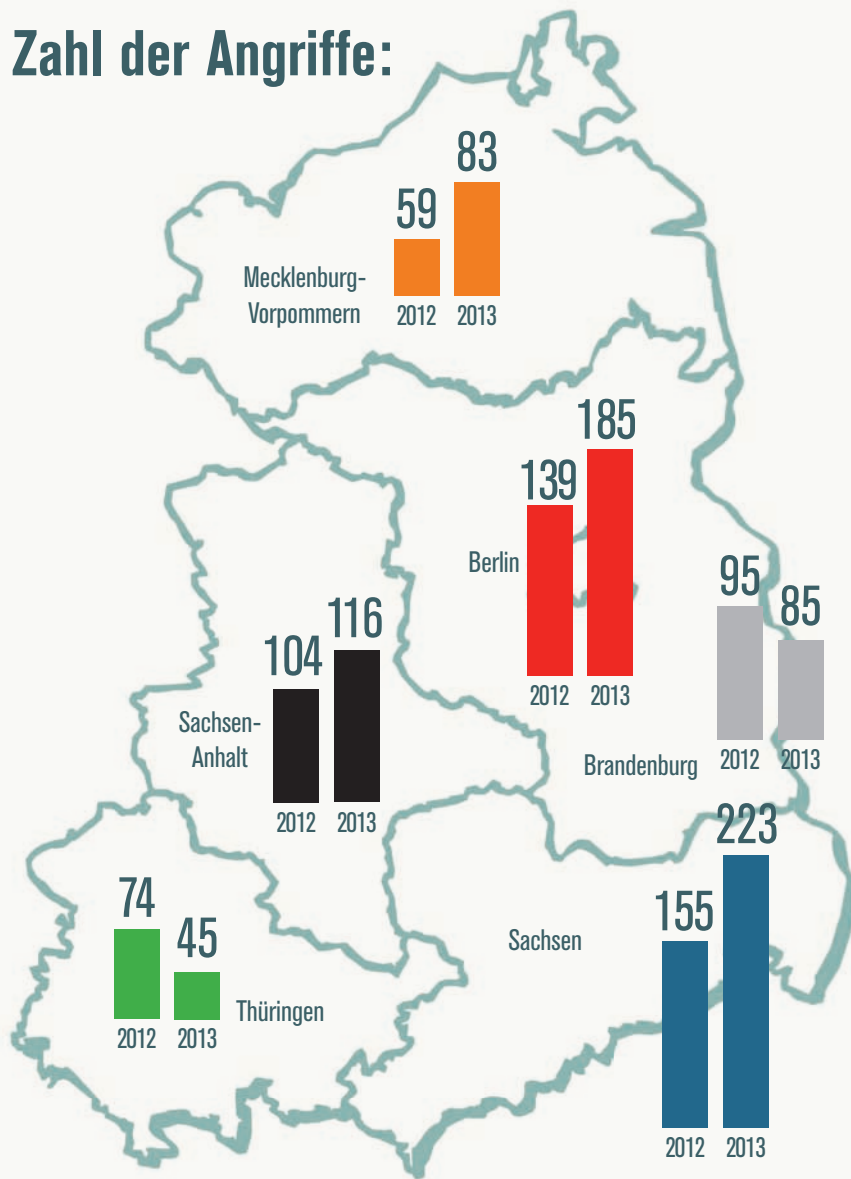 Zahl der Angriffe:
59 83
Mecklenburg-
Vorpommern
2012 2013
139 185
Berlin
2012 2013
95 85
Brandenburg
2012 2013
104 116
Sachsen-
Anhalt
2012 2013
74 45
Thüringen
2012 2013
155 223
Sachsen
2012 2013